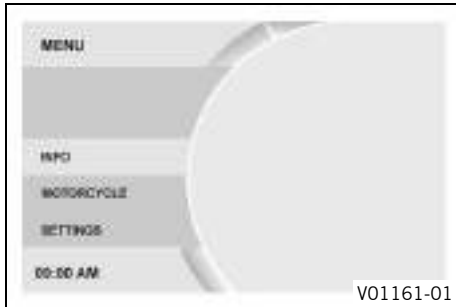 MENU
INFO
MOTORCYCLE
SETTINGS
00:00 AM
V01161-01